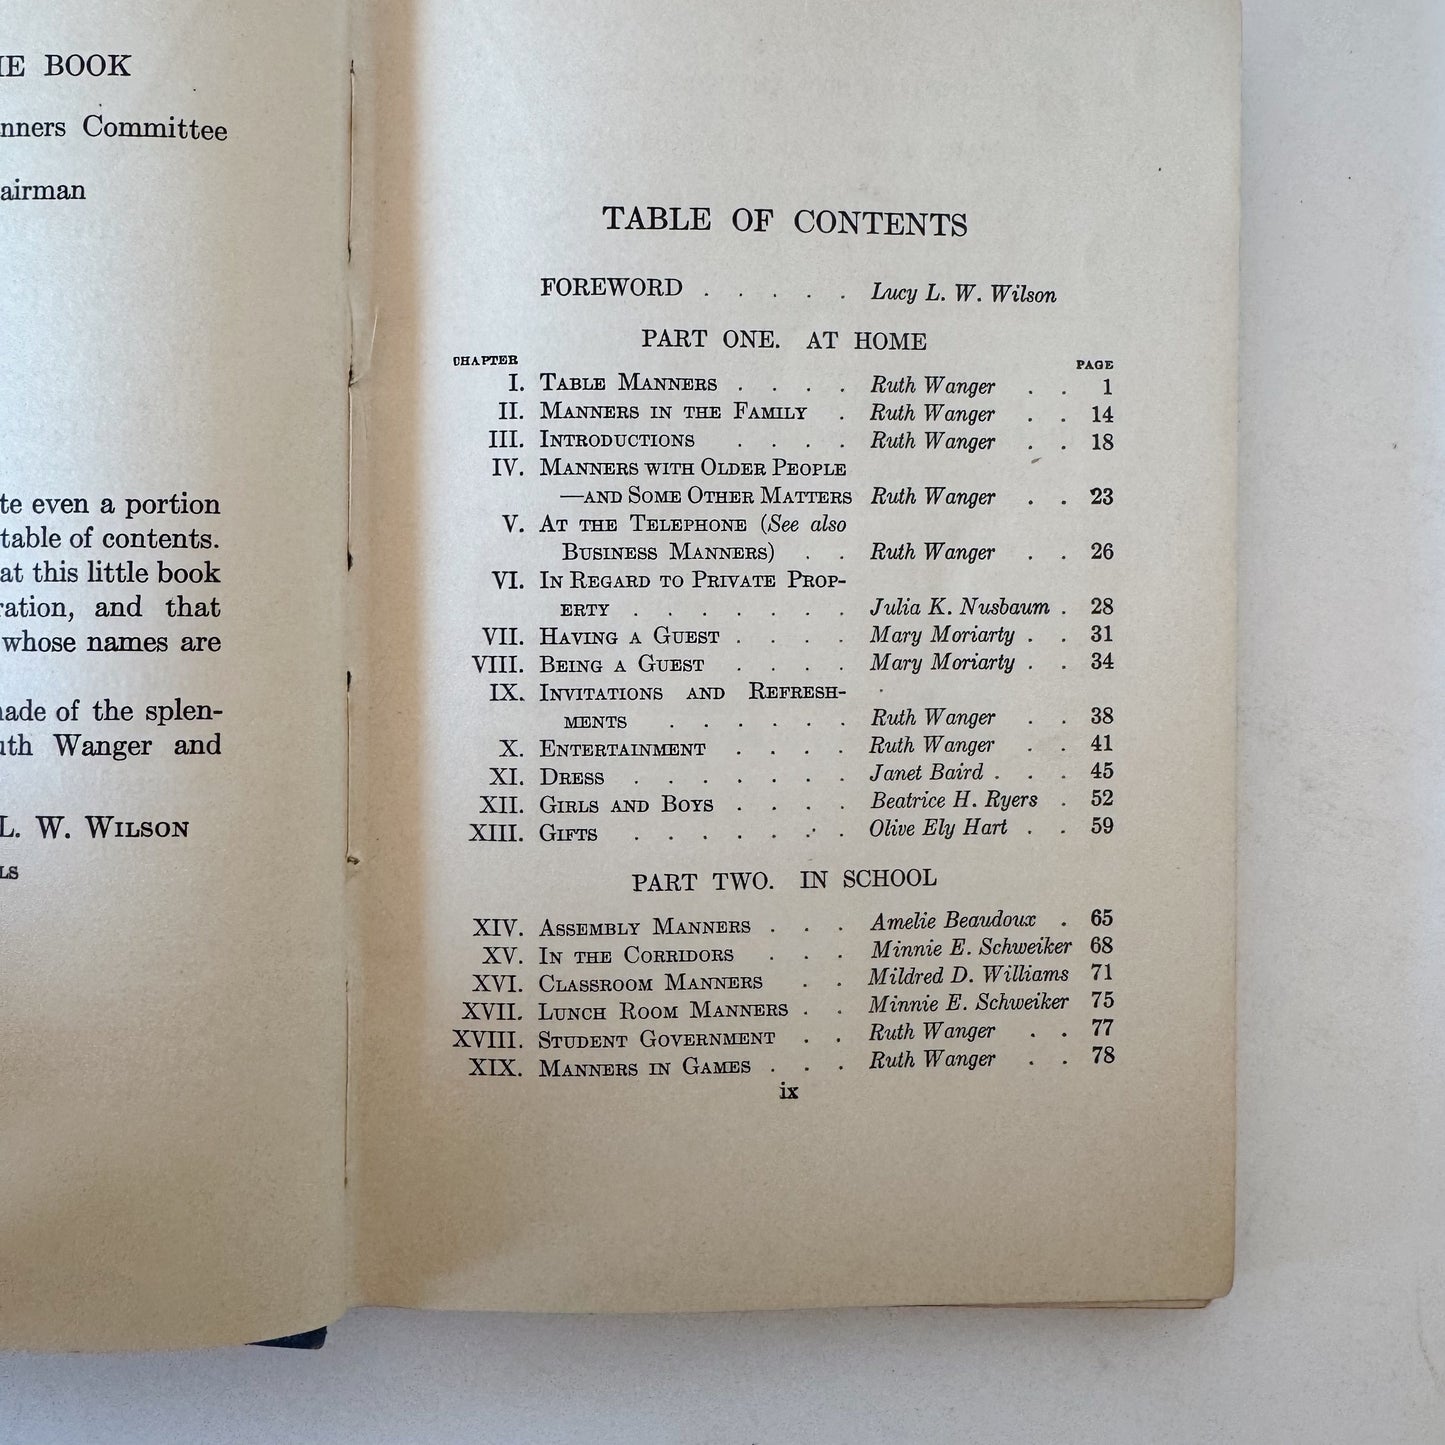 BOOK
Committee
te even a portion
table of contents.
at this little book
and that
whose names are
of the splen-
Wanger and
L. W. WILSON
TABLE OF CONTENTS
FOREWORD . . . . . Lucy L. W. Wilson
PART ONE. AT HOME
CHAPTER PAGE
I. TABLE MANNERS . . . . Ruth Wanger . . 1
II. MANNERS IN THE FAMILY . Ruth Wanger . . 14
III. INTRODUCTIONS . . . . Ruth Wanger . . 18
IV. MANNERS WITH OLDER PEOPLE
—AND SOME OTHER MATTERS Ruth Wanger . . 23
V. AT THE TELEPHONE (See also
BUSINESS MANNERS) . . Ruth Wanger . . 26
VI. IN REGARD TO PRIVATE PROP-
ERTY . . . . . . . Julia K. Nusbaum . 28
VII. HAVING A GUEST . . . . Mary Moriarty . . 31
VIII. BEING A GUEST . . . . Mary Moriarty . . 34
IX. INVITATIONS AND REFRESH-
MENTS . . . . . . Ruth Wanger . . 38
X. ENTERTAINMENT . . . . Ruth Wanger . . 41
XI. DRESS . . . . . . . Janet Baird . . . 45
XII. GIRLS AND BOYS . . . . Beatrice H. Ryers . 52
XIII. GIFTS . . . . . . . Olive Ely Hart . . 59
PART TWO. IN SCHOOL
XIV. ASSEMBLY MANNERS . . . Amelie Beaudoux . 65
XV. IN THE CORRIDORS . . . Minnie E. Schweiker 68
XVI. CLASSROOM MANNERS . . Mildred D. Williams 71
XVII. LUNCH ROOM MANNERS . . Minnie E. Schweiker 75
XVIII. STUDENT GOVERNMENT . . Ruth Wanger . . 77
XIX. MANNERS IN GAMES . . . Ruth Wanger . . 78
ix